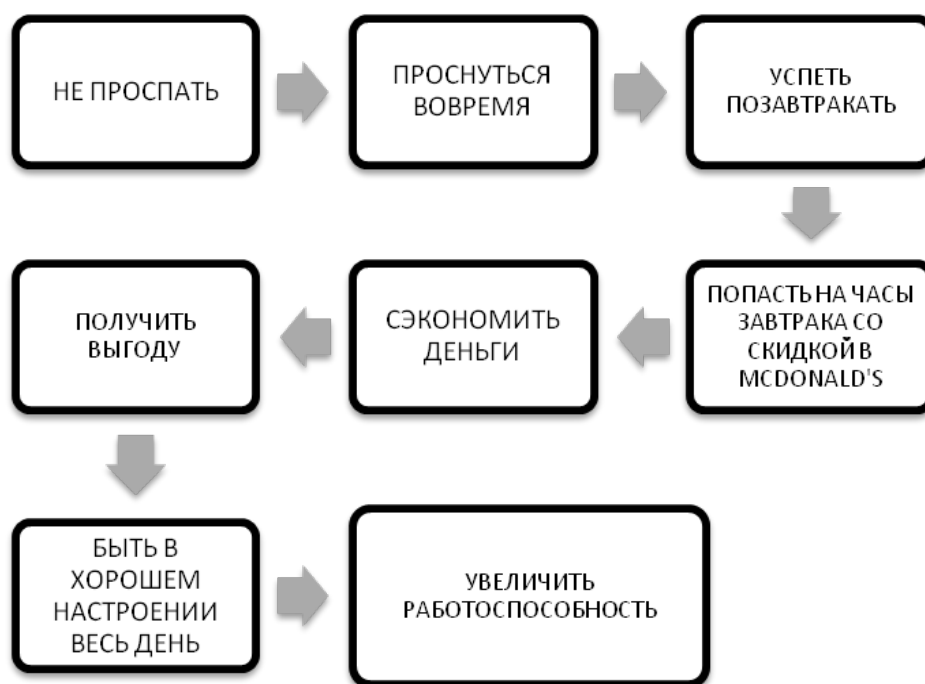 НЕ ПРОСПАТЬ
ПРОСНУТЬСЯ
ВОВРЕМЯ
УСПЕТЬ
ПОЗАВТРАКАТЬ
ПОПАСТЬ НА ЧАСЫ
ЗАВТРАКА СО
СКИДКОЙ В
MCDONALD'S
СЭКОНОМИТЬ
ДЕНЬГИ
ПОЛУЧИТЬ
ВЫГОДУ
БЫТЬ В
ХОРОШЕМ
НАСТРОЕНИИ
ВЕСЬ ДЕНЬ
УВЕЛИЧИТЬ
РАБОТОСПОСОБНОСТЬ